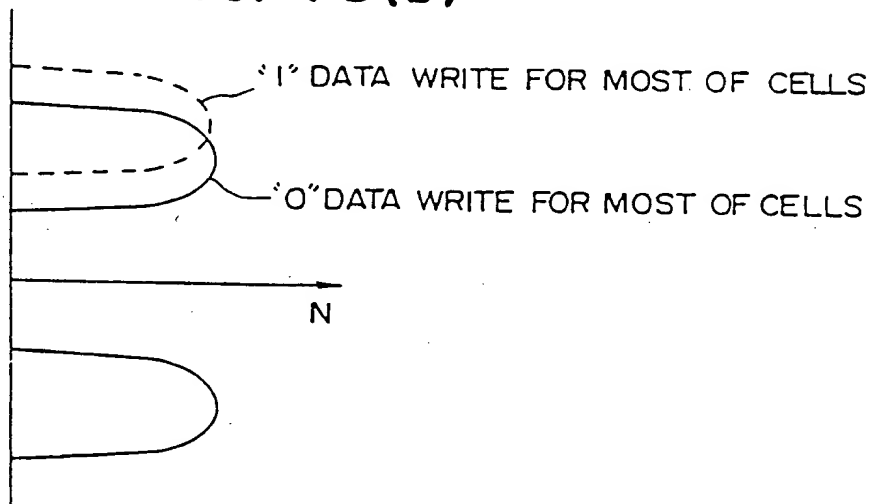 "1" DATA WRITE FOR MOST OF CELLS
"0" DATA WRITE FOR MOST OF CELLS
N